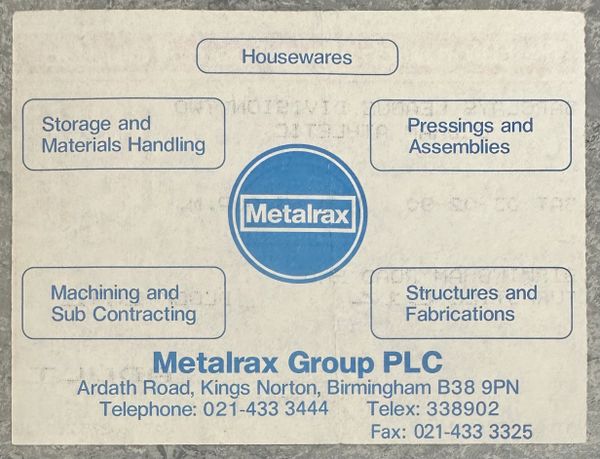 Housewares
Storage and
Materials Handling
Pressings and
Assemblies
Metalrax
Machining and
Sub Contracting
Structures and
Fabrications
Metalrax Group PLC
Ardath Road, Kings Norton, Birmingham B38 9PN
Telephone: 021-433 3444 Telex: 338902
Fax: 021-433 3325